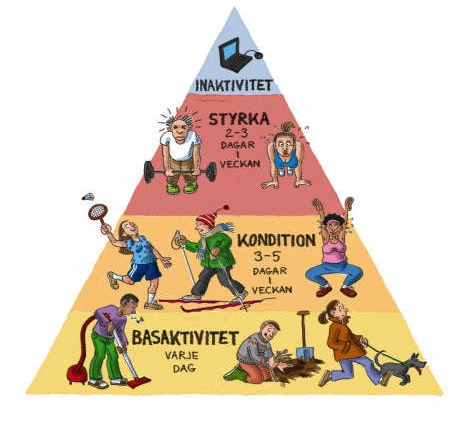 INAKTIVITET
STYRKA
2-3
DAGAR
I
VECKAN
KONDITION
3-5
DAGAR
I
VECKAN
BASAKTIVITET
VARJE
DAG